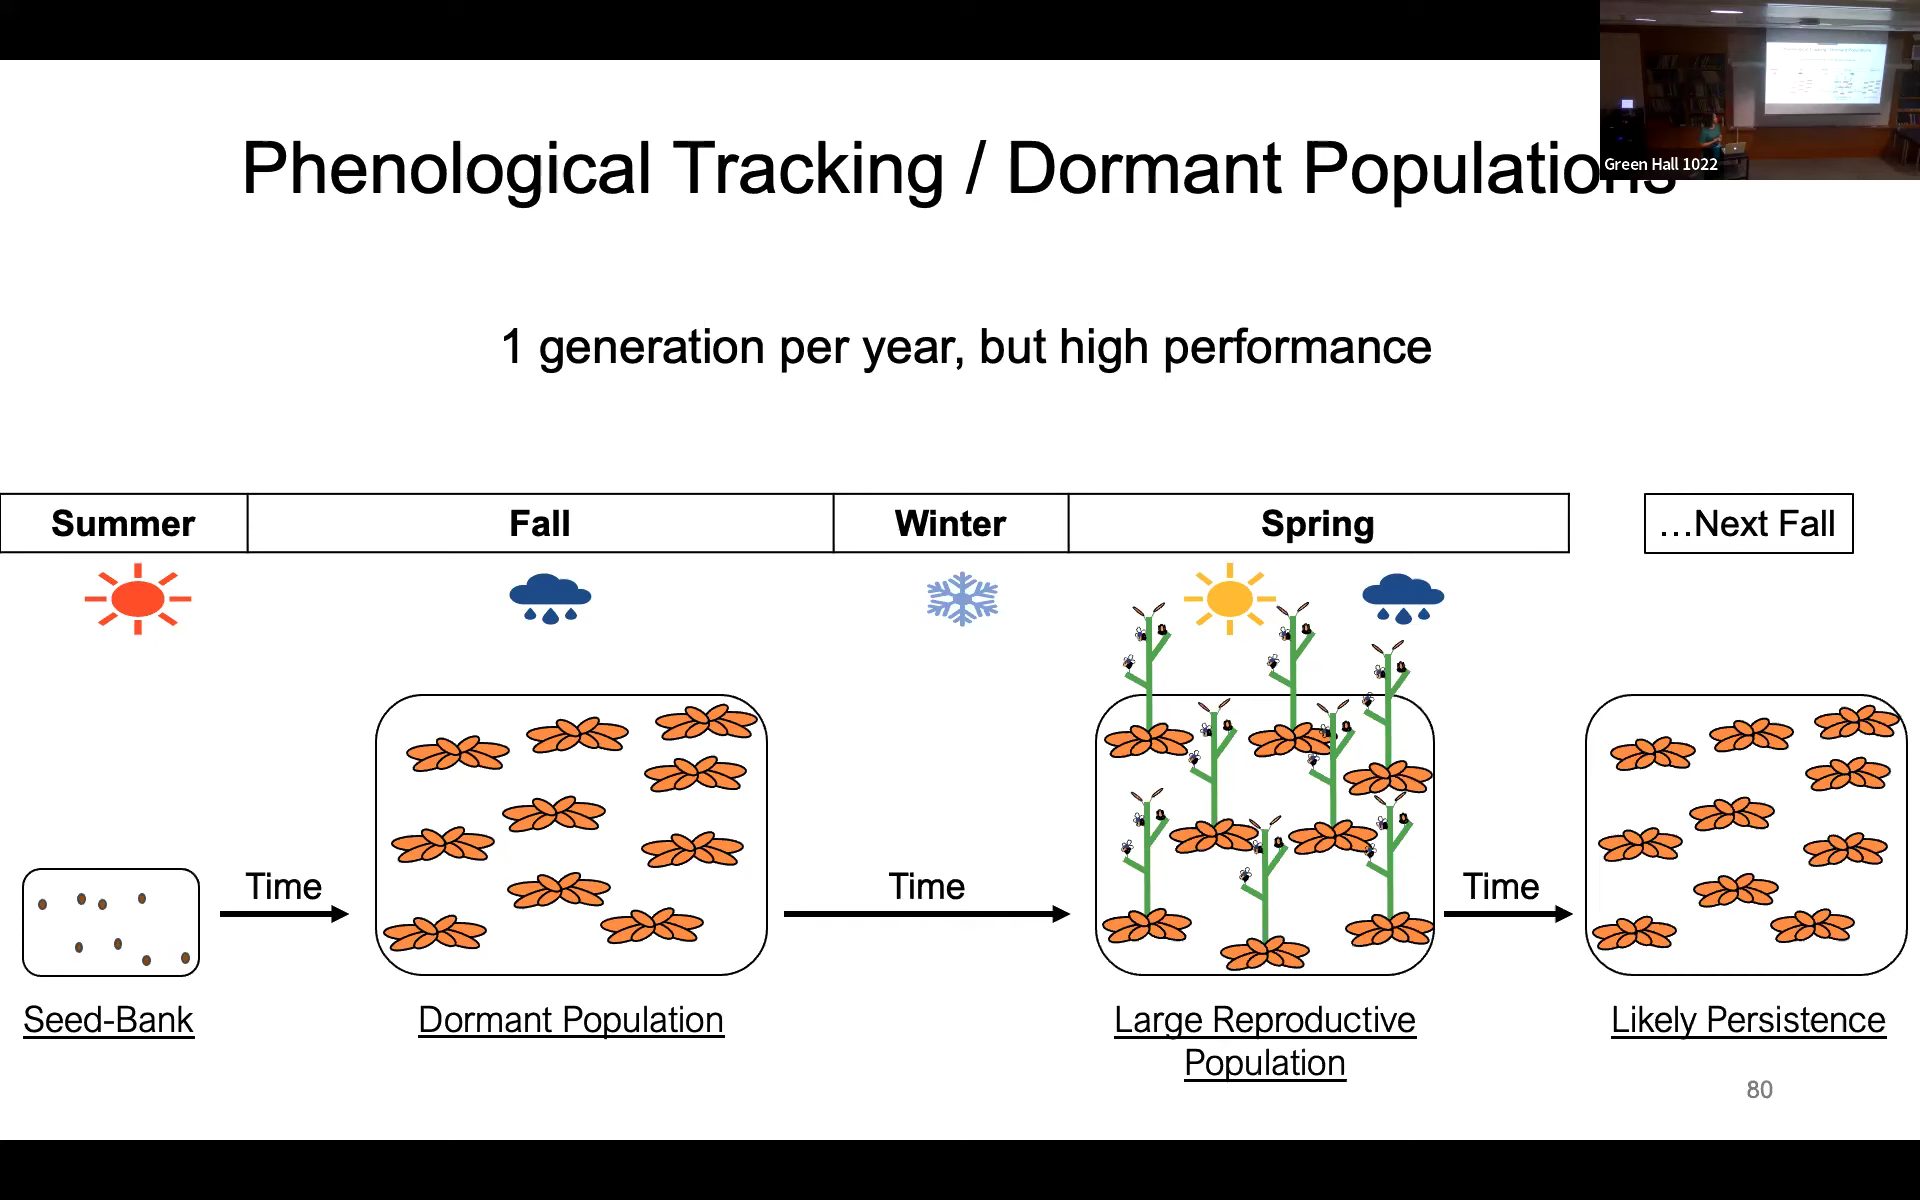 Phenological Tracking / Dormant Populations
Green Hall 1022
1 generation per year, but high performance
Summer Fall Winter Spring ...Next Fall
Time Time Time
Seed-Bank Dormant Population Large Reproductive Population Likely Persistence
80